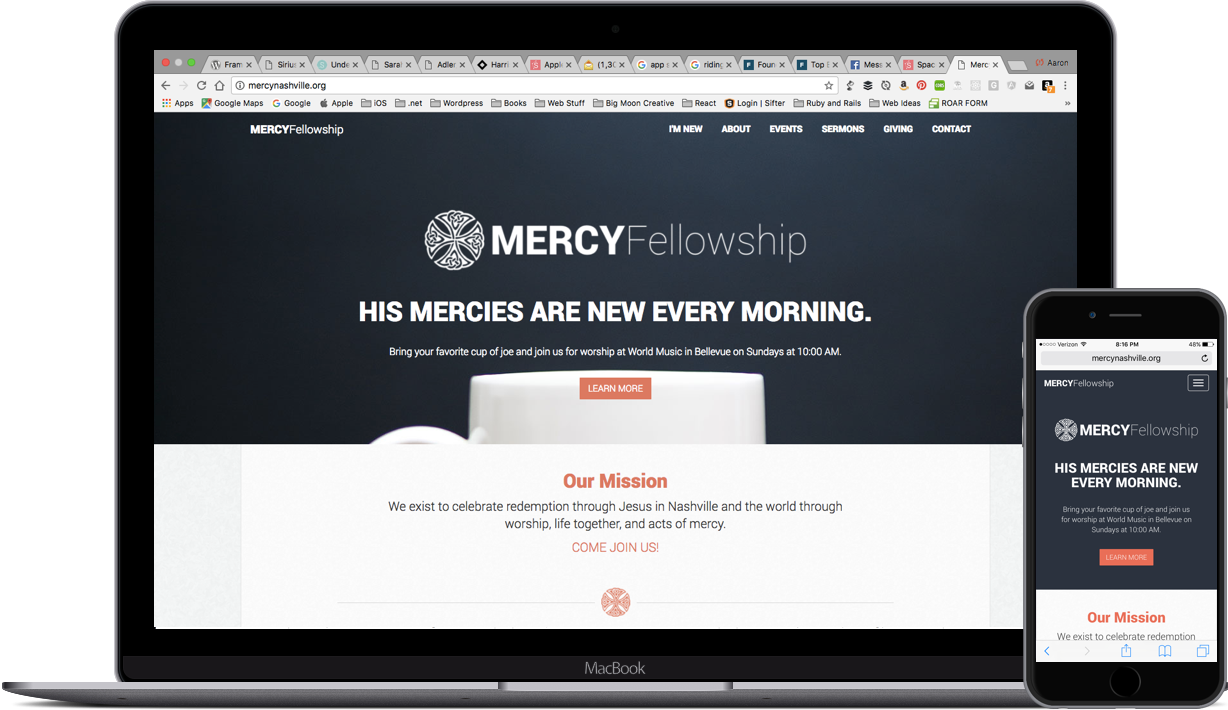 Fram
Sirius
Unde
Saral
Adler
Harri
Apple
(1,30
app s
riding
Foun
Top E
Mess
Spac
Merc
Aaron
mercynashville.org
Apps
Google Maps
Google
Apple
iOS
.net
Wordpress
Books
Web Stuff
Big Moon Creative
React
Login | Sifter
Ruby and Rails
Web Ideas
ROAR FORM
»
MERCYFellowship
I'M NEW
ABOUT
EVENTS
SERMONS
GIVING
CONTACT
MERCYFellowship
HIS MERCIES ARE NEW EVERY MORNING.
Bring your favorite cup of joe and join us for worship at World Music in Bellevue on Sundays at 10:00 AM.
LEARN MORE
Our Mission
We exist to celebrate redemption through Jesus in Nashville and the world through
worship, life together, and acts of mercy.
COME JOIN US!
MacBook
Verizon 8:16 PM 48%
mercynashville.org
MERCYFellowship
MERCYFellowship
HIS MERCIES ARE NEW
EVERY MORNING.
Bring your favorite cup of joe and join us
for worship at World Music in Bellevue on
Sundays at 10:00 AM.
LEARN MORE
Our Mission
We exist to celebrate redemption